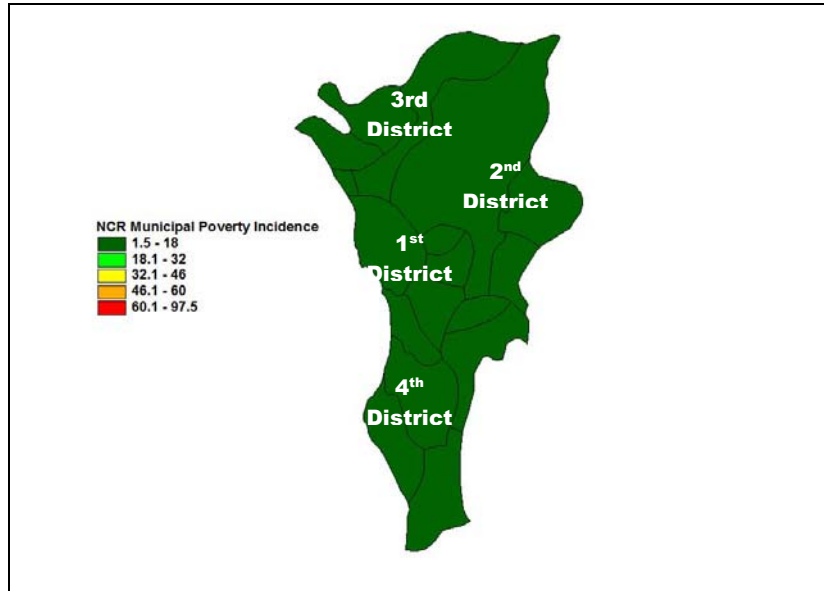 3rd
District
2nd
District
NCR Municipal Poverty Incidence
1.5 - 18
18.1 - 32
32.1 - 46
46.1 - 60
60.1 - 97.5
1st
District
4th
District